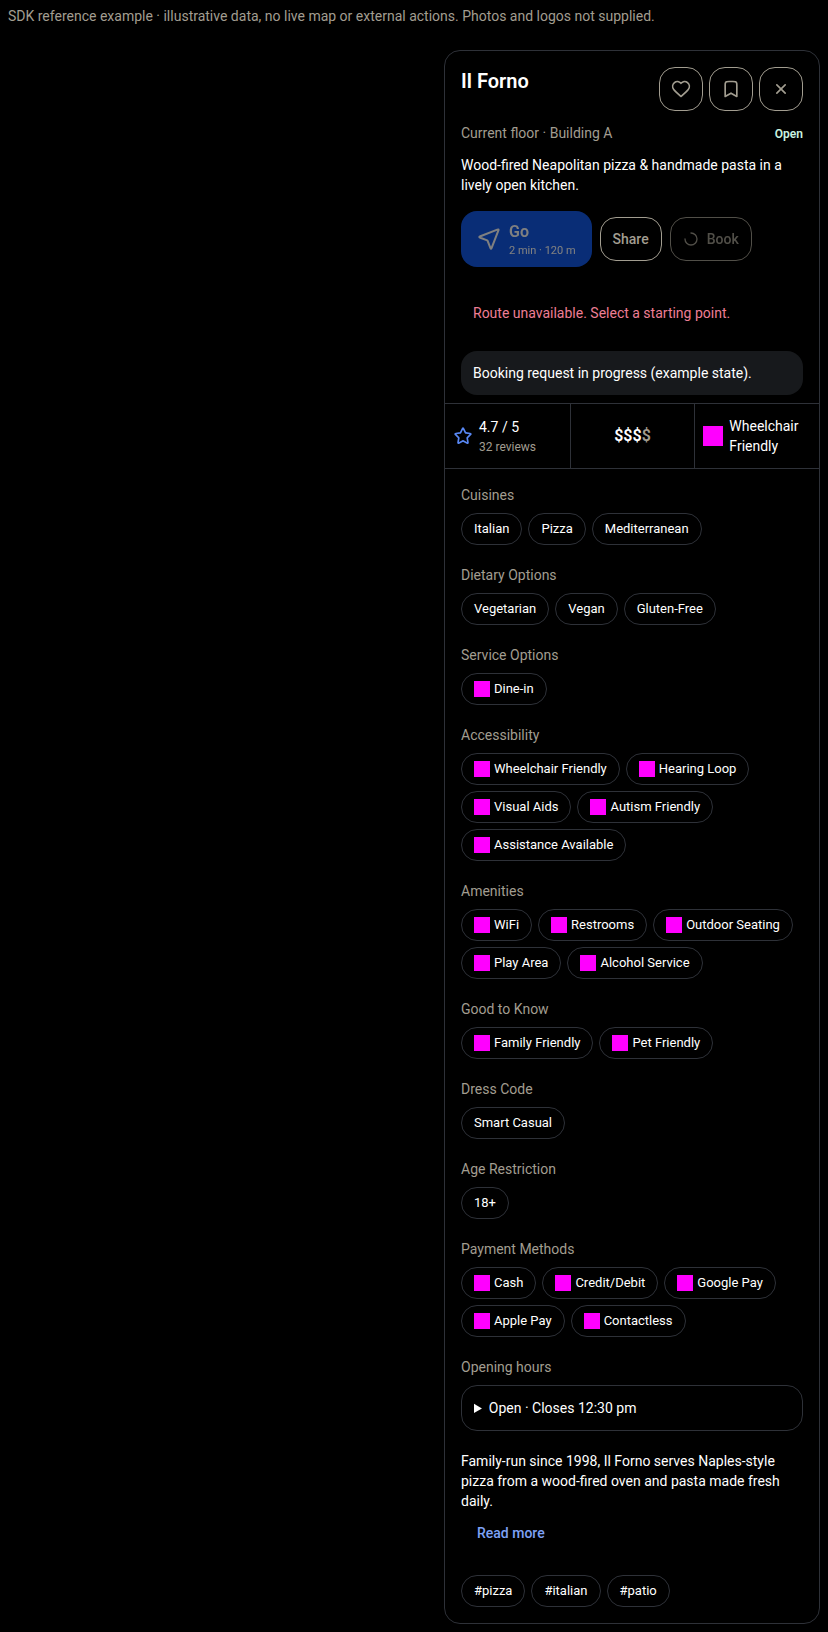 SDK reference example · illustrative data, no live map or external actions. Photos and logos not supplied.
Il Forno
Current floor · Building A
Open
Wood-fired Neapolitan pizza & handmade pasta in a
lively open kitchen.
Go
2 min · 120 m
Share
Book
Route unavailable. Select a starting point.
Booking request in progress (example state).
4.7 / 5
32 reviews
$$$$
Wheelchair
Friendly
Cuisines
Italian
Pizza
Mediterranean
Dietary Options
Vegetarian
Vegan
Gluten-Free
Service Options
Dine-in
Accessibility
Wheelchair Friendly
Hearing Loop
Visual Aids
Autism Friendly
Assistance Available
Amenities
WiFi
Restrooms
Outdoor Seating
Play Area
Alcohol Service
Good to Know
Family Friendly
Pet Friendly
Dress Code
Smart Casual
Age Restriction
18+
Payment Methods
Cash
Credit/Debit
Google Pay
Apple Pay
Contactless
Opening hours
Open · Closes 12:30 pm
Family-run since 1998, Il Forno serves Naples-style
pizza from a wood-fired oven and pasta made fresh
daily.
Read more
#pizza
#italian
#patio